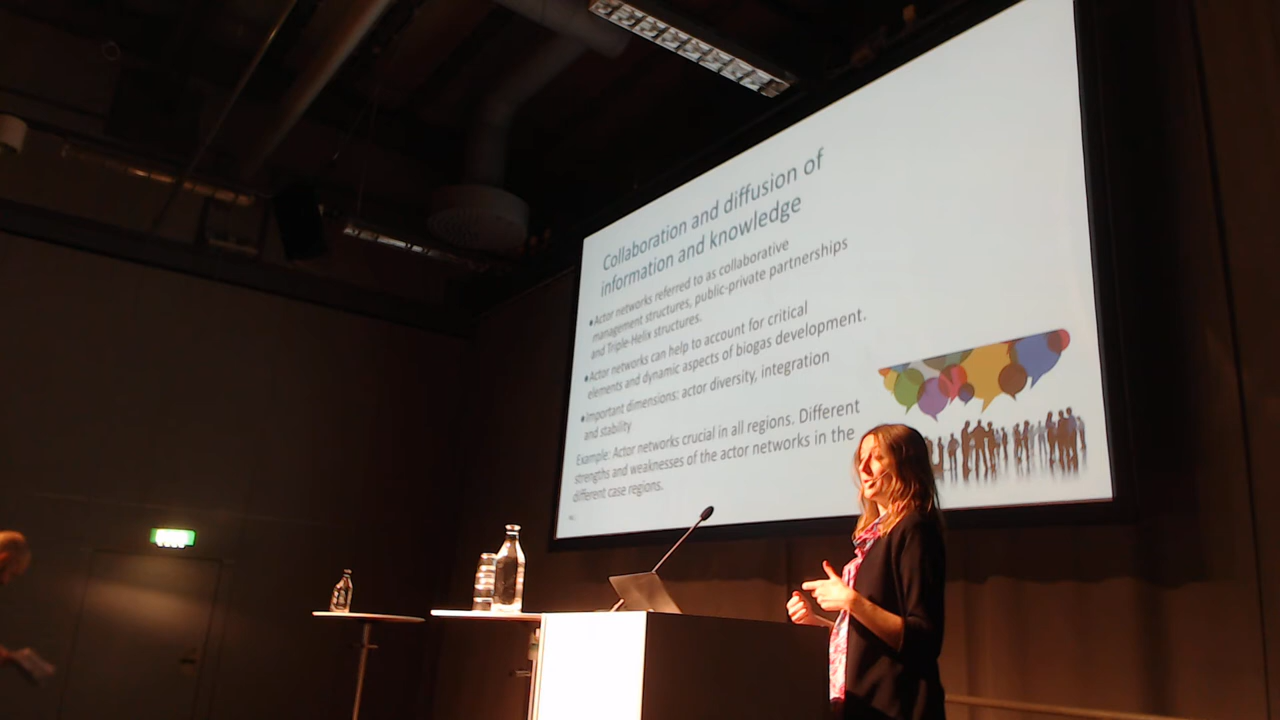 Collaboration and diffusion of
information and knowledge
•Actor networks referred to as collaborative
management structures, public-private partnerships
and Triple-Helix structures.
•Actor networks can help to account for critical
elements and dynamic aspects of biogas development.
•Important dimensions: actor diversity, integration
and stability
Example: Actor networks crucial in all regions. Different
strengths and weaknesses of the actor networks in the
different case regions.